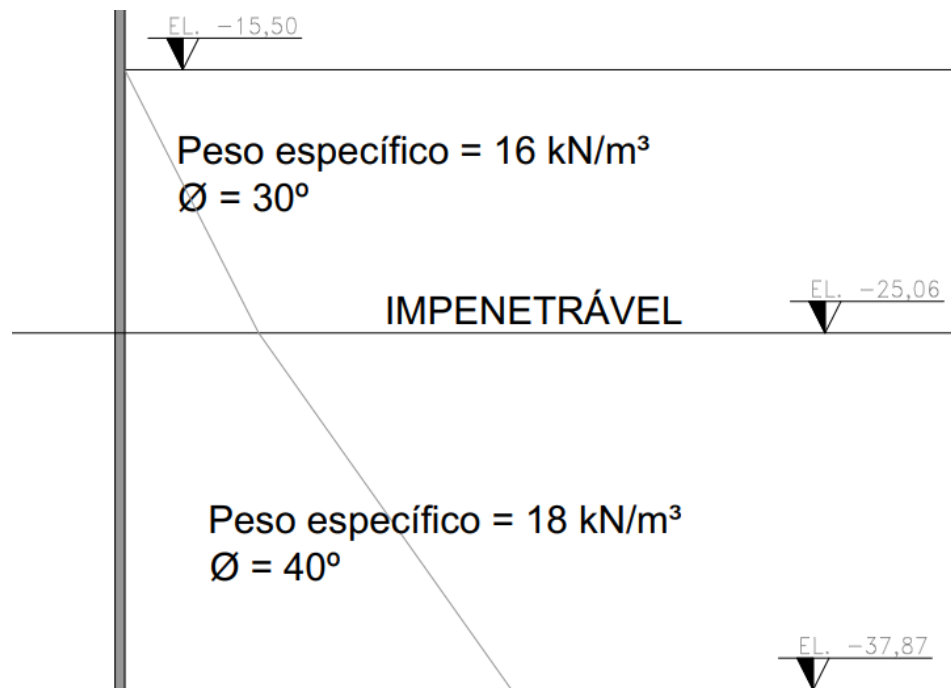 EL. -15,50
Peso específico = 16 kN/m³
Ø = 30º
EL. -25,06
IMPENETRÁVEL
Peso específico = 18 kN/m³
Ø = 40º
EL. -37,87